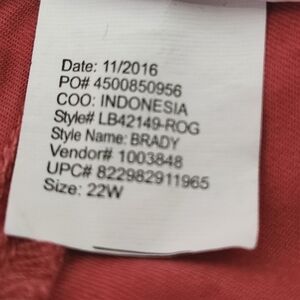 Date: 11/2016
PO# 4500850956
COO: INDONESIA
Style# LB42149-ROG
Style Name: BRADY
Vendor# 1003848
UPC# 822982911965
Size: 22W